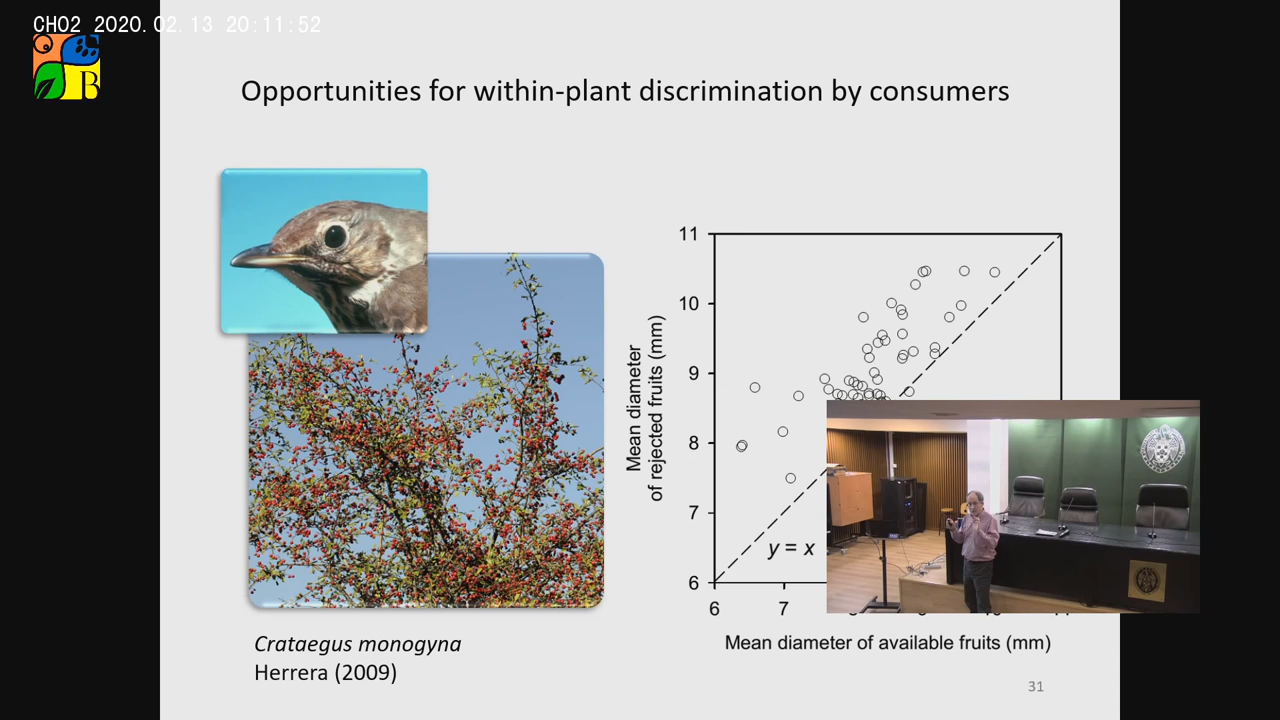 CH02 2020.02.13 20:11:52
B
Opportunities for within-plant discrimination by consumers
11
10
9
8
7
6
Mean diameter
of rejected fruits (mm)
y = x
6 7
Mean diameter of available fruits (mm)
Crataegus monogyna
Herrera (2009)
31